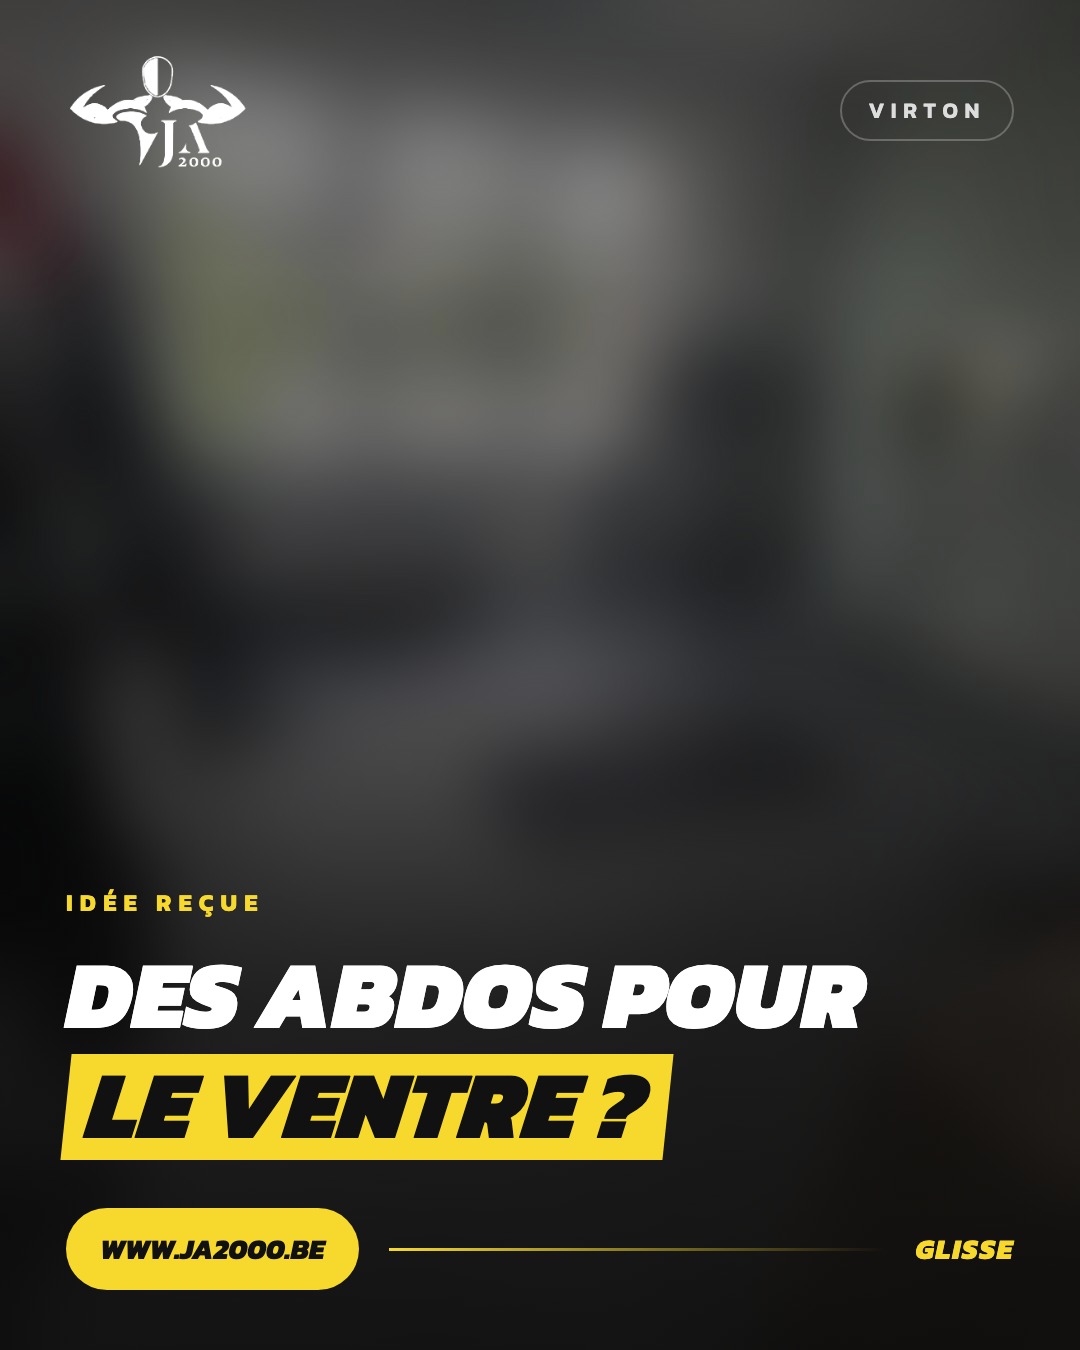 JA
2000
VIRTON
IDÉE REÇUE
DES ABDOS POUR
LE VENTRE ?
WWW.JA2000.BE
GLISSE